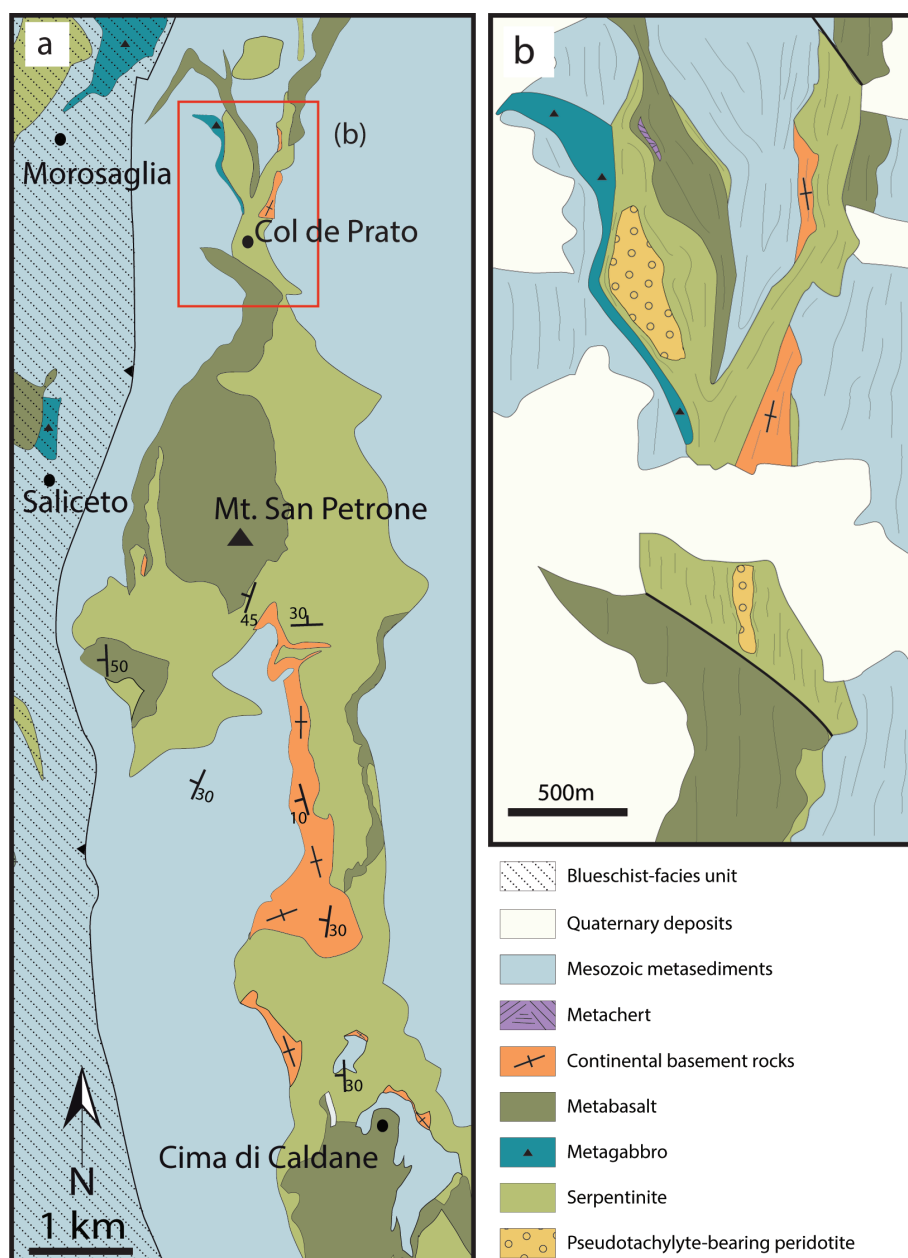 a
b
(b)
Morosaglia
Col de Prato
Saliceto
Mt. San Petrone
45
30
50
30
10
30
30
Cima di Caldane
N
1 km
500m
Blueschist-facies unit
Quaternary deposits
Mesozoic metasediments
Metachert
Continental basement rocks
Metabasalt
Metagabbro
Serpentinite
Pseudotachylyte-bearing peridotite